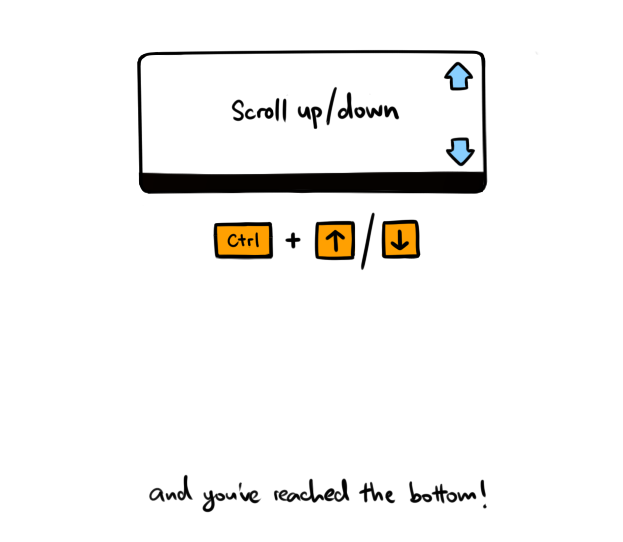 Scroll up/down
Ctrl + ↑ / ↓
and you've reached the bottom!